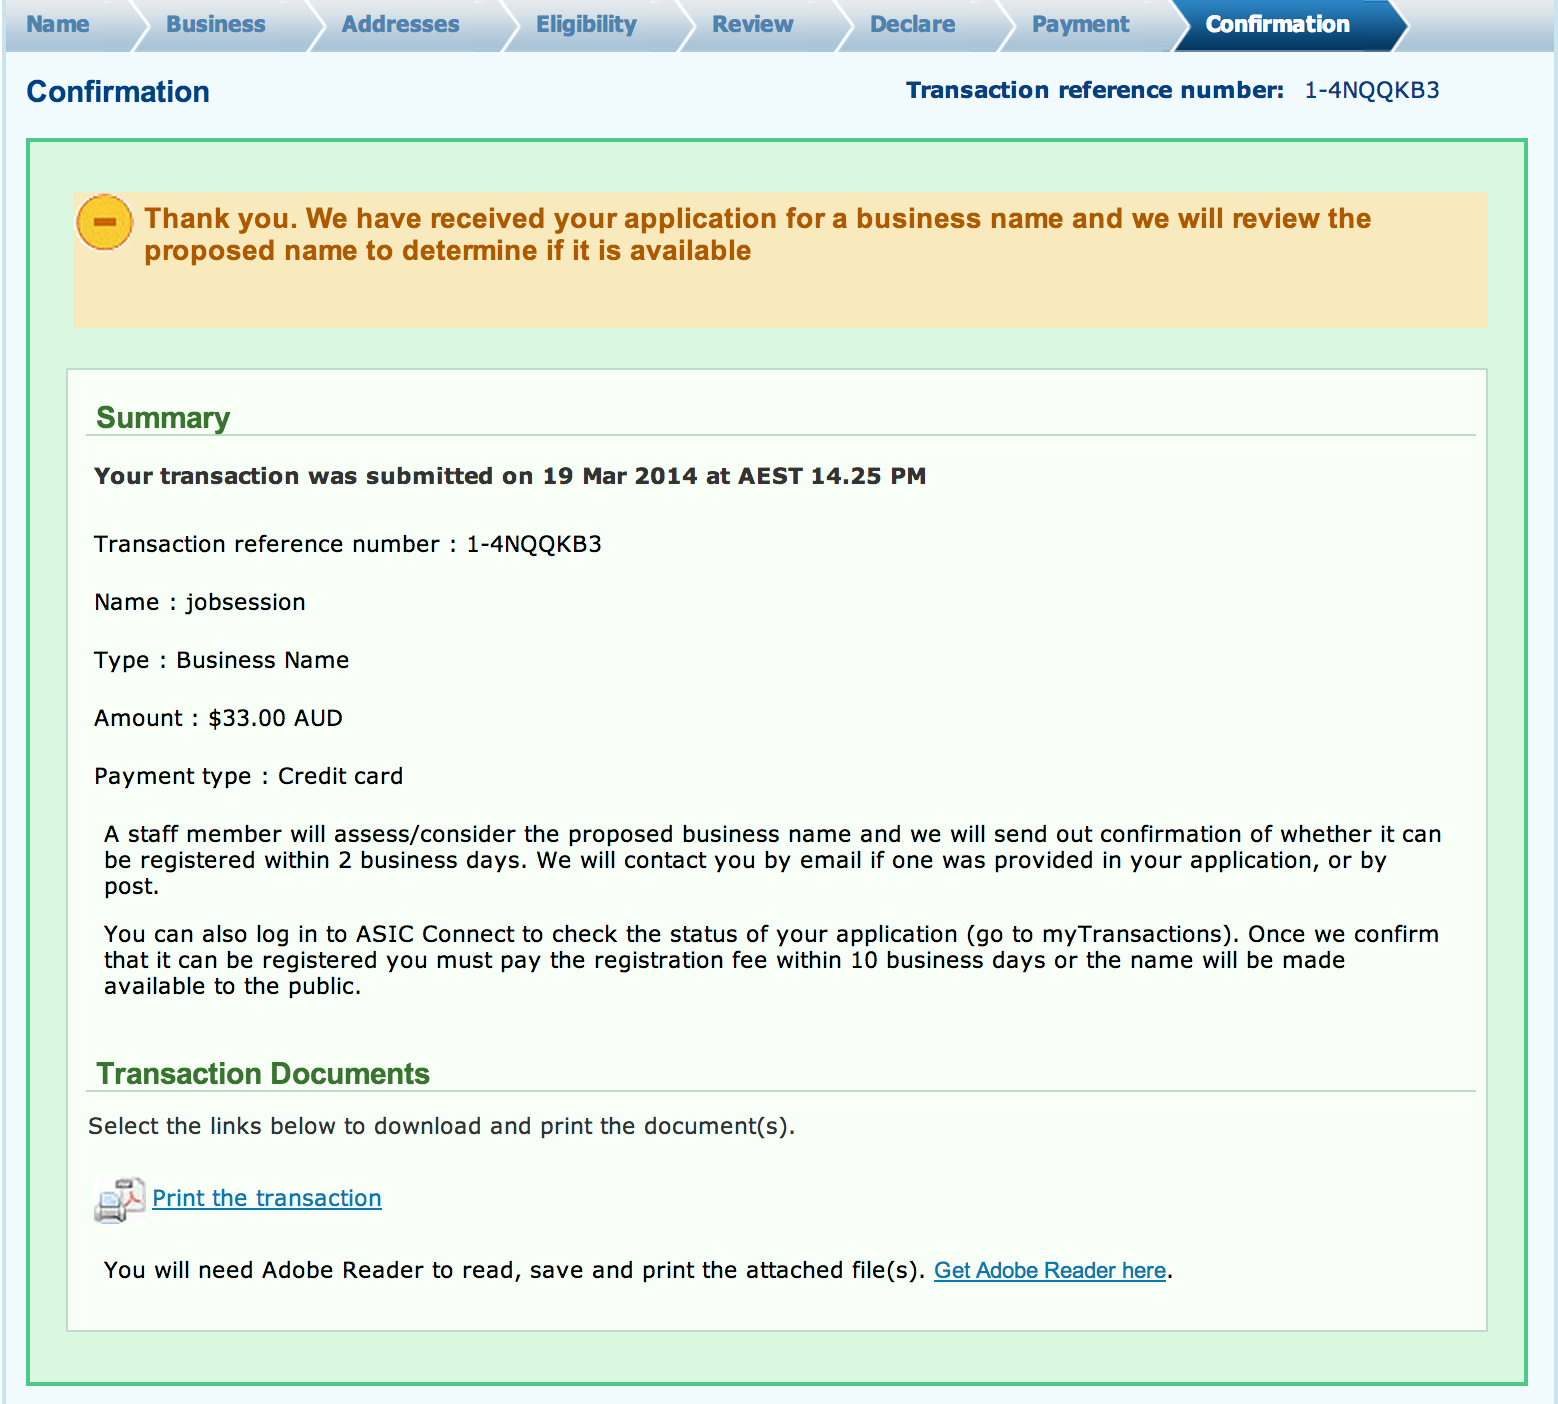 Name Business Addresses Eligibility Review Declare Payment Confirmation
Confirmation
Transaction reference number: 1-4NQQKB3
Thank you. We have received your application for a business name and we will review the
proposed name to determine if it is available
Summary
Your transaction was submitted on 19 Mar 2014 at AEST 14.25 PM
Transaction reference number : 1-4NQQKB3
Name : jobsession
Type : Business Name
Amount : $33.00 AUD
Payment type : Credit card
A staff member will assess/consider the proposed business name and we will send out confirmation of whether it can
be registered within 2 business days. We will contact you by email if one was provided in your application, or by
post.
You can also log in to ASIC Connect to check the status of your application (go to myTransactions). Once we confirm
that it can be registered you must pay the registration fee within 10 business days or the name will be made
available to the public.
Transaction Documents
Select the links below to download and print the document(s).
Print the transaction
You will need Adobe Reader to read, save and print the attached file(s). Get Adobe Reader here.